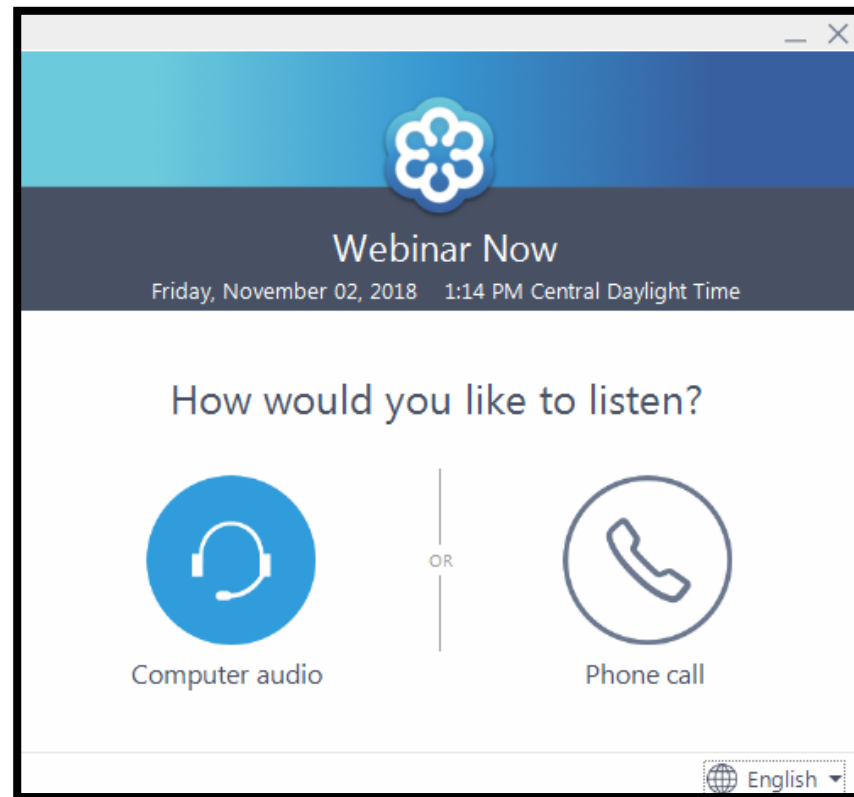 Webinar Now
Friday, November 02, 2018 1:14 PM Central Daylight Time
How would you like to listen?
OR
Computer audio
Phone call
English